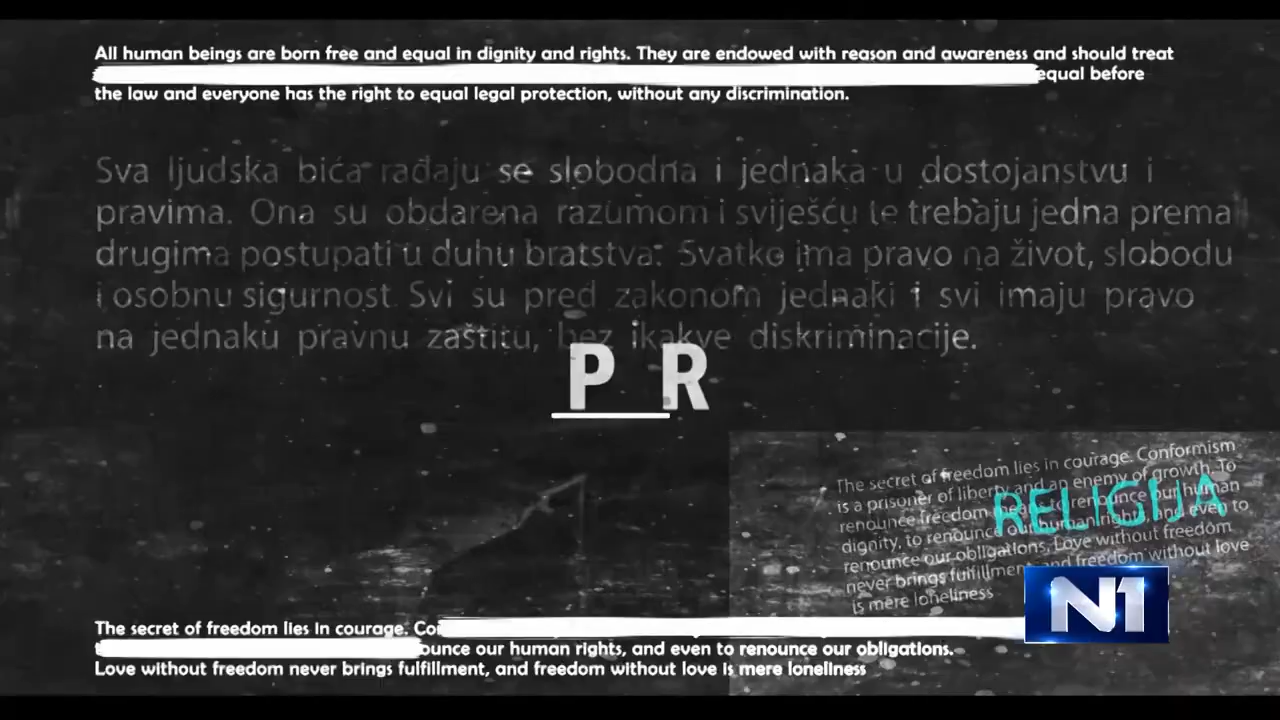 All human beings are born free and equal in dignity and rights. They are endowed with reason and awareness and should treat
equal before
the law and everyone has the right to equal legal protection, without any discrimination.
Sva ljudska bića rađaju se slobodna i jednaka u dostojanstvu i
pravima. Ona su obdarena razumom i sviješću te trebaju jedna prema
drugima postupati u duhu bratstva. Svatko ima pravo na život, slobodu
i osobnu sigurnost. Svi su pred zakonom jednaki i svi imaju pravo
na jednaku pravnu zaštitu, bez ikakve diskriminacije.
P R
The secret of freedom lies in courage. Conformism
is a prisoner of liberty and an enemy of growth. To
renounce freedom means to renounce our human
dignity, to renounce our human rights, and even to
renounce our obligations. Love without freedom
never brings fulfillment, and freedom without love
is mere loneliness
RELIGIJA
N1
The secret of freedom lies in courage. Co
ounce our human rights, and even to renounce our obligations.
Love without freedom never brings fulfillment, and freedom without love is mere loneliness